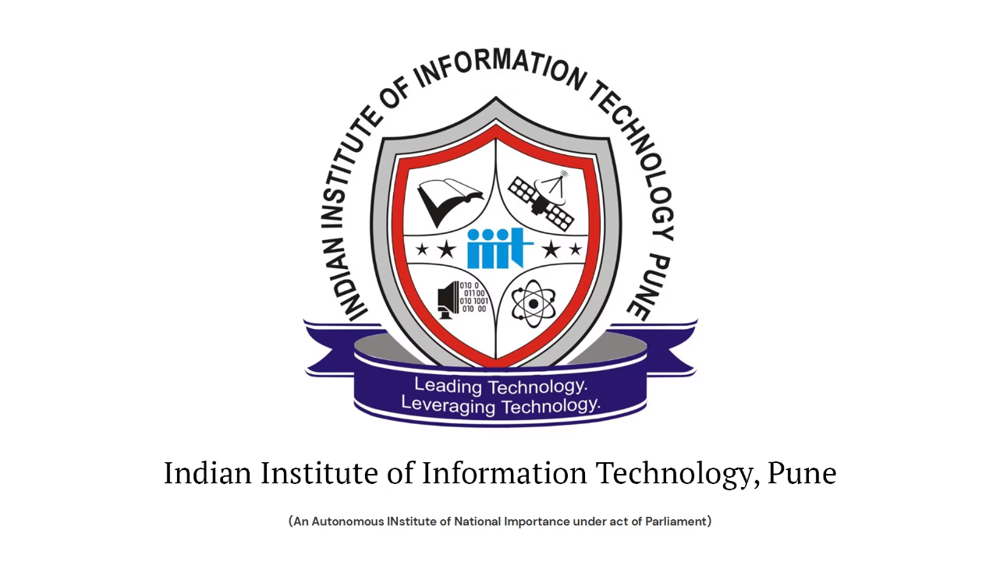 INDIAN INSTITUTE OF INFORMATION TECHNOLOGY PUNE
iiit
010 0
011 00
010 1001
010 00
Leading Technology.
Leveraging Technology.
Indian Institute of Information Technology, Pune
(An Autonomous INstitute of National Importance under act of Parliament)